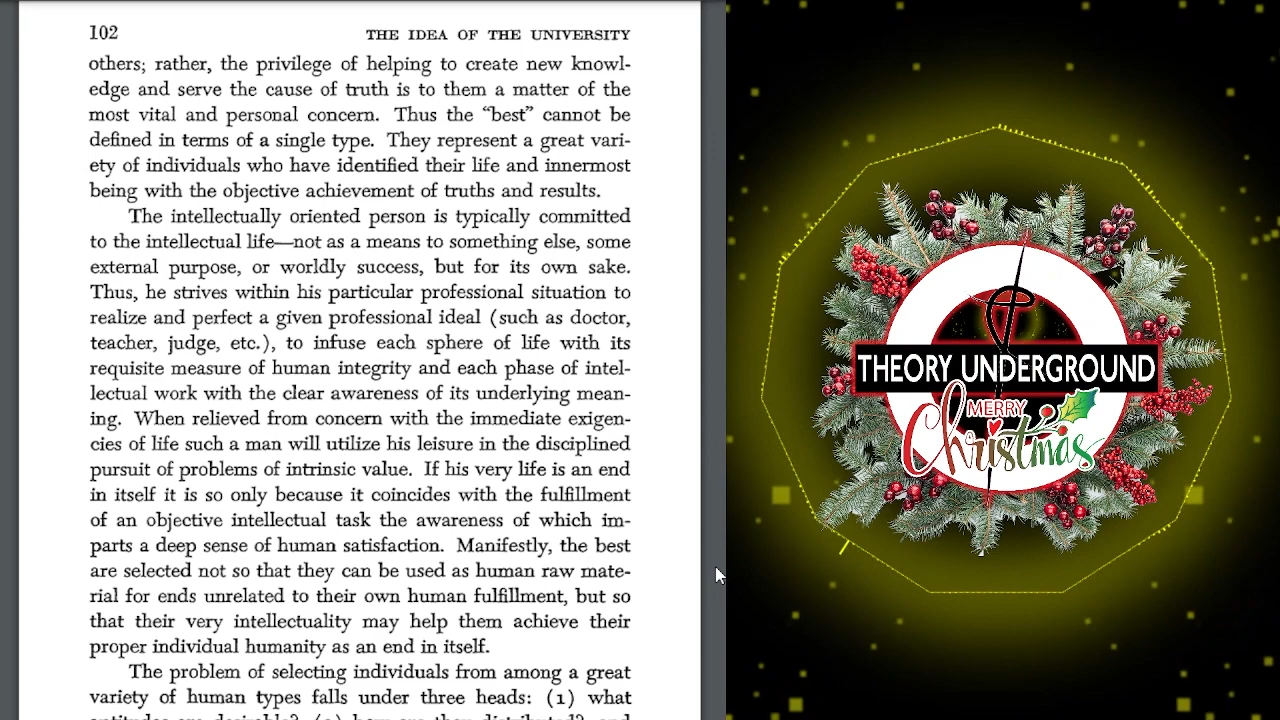 102 THE IDEA OF THE UNIVERSITY
others; rather, the privilege of helping to create new knowl-
edge and serve the cause of truth is to them a matter of the
most vital and personal concern. Thus the “best” cannot be
defined in terms of a single type. They represent a great vari-
ety of individuals who have identified their life and innermost
being with the objective achievement of truths and results.
The intellectually oriented person is typically committed
to the intellectual life—not as a means to something else, some
external purpose, or worldly success, but for its own sake.
Thus, he strives within his particular professional situation to
realize and perfect a given professional ideal (such as doctor,
teacher, judge, etc.), to infuse each sphere of life with its
requisite measure of human integrity and each phase of intel-
lectual work with the clear awareness of its underlying mean-
ing. When relieved from concern with the immediate exigen-
cies of life such a man will utilize his leisure in the disciplined
pursuit of problems of intrinsic value. If his very life is an end
in itself it is so only because it coincides with the fulfillment
of an objective intellectual task the awareness of which im-
parts a deep sense of human satisfaction. Manifestly, the best
are selected not so that they can be used as human raw mate-
rial for ends unrelated to their own human fulfillment, but so
that their very intellectuality may help them achieve their
proper individual humanity as an end in itself.
The problem of selecting individuals from among a great
variety of human types falls under three heads: (1) what
THEORY UNDERGROUND
MERRY
Christmas